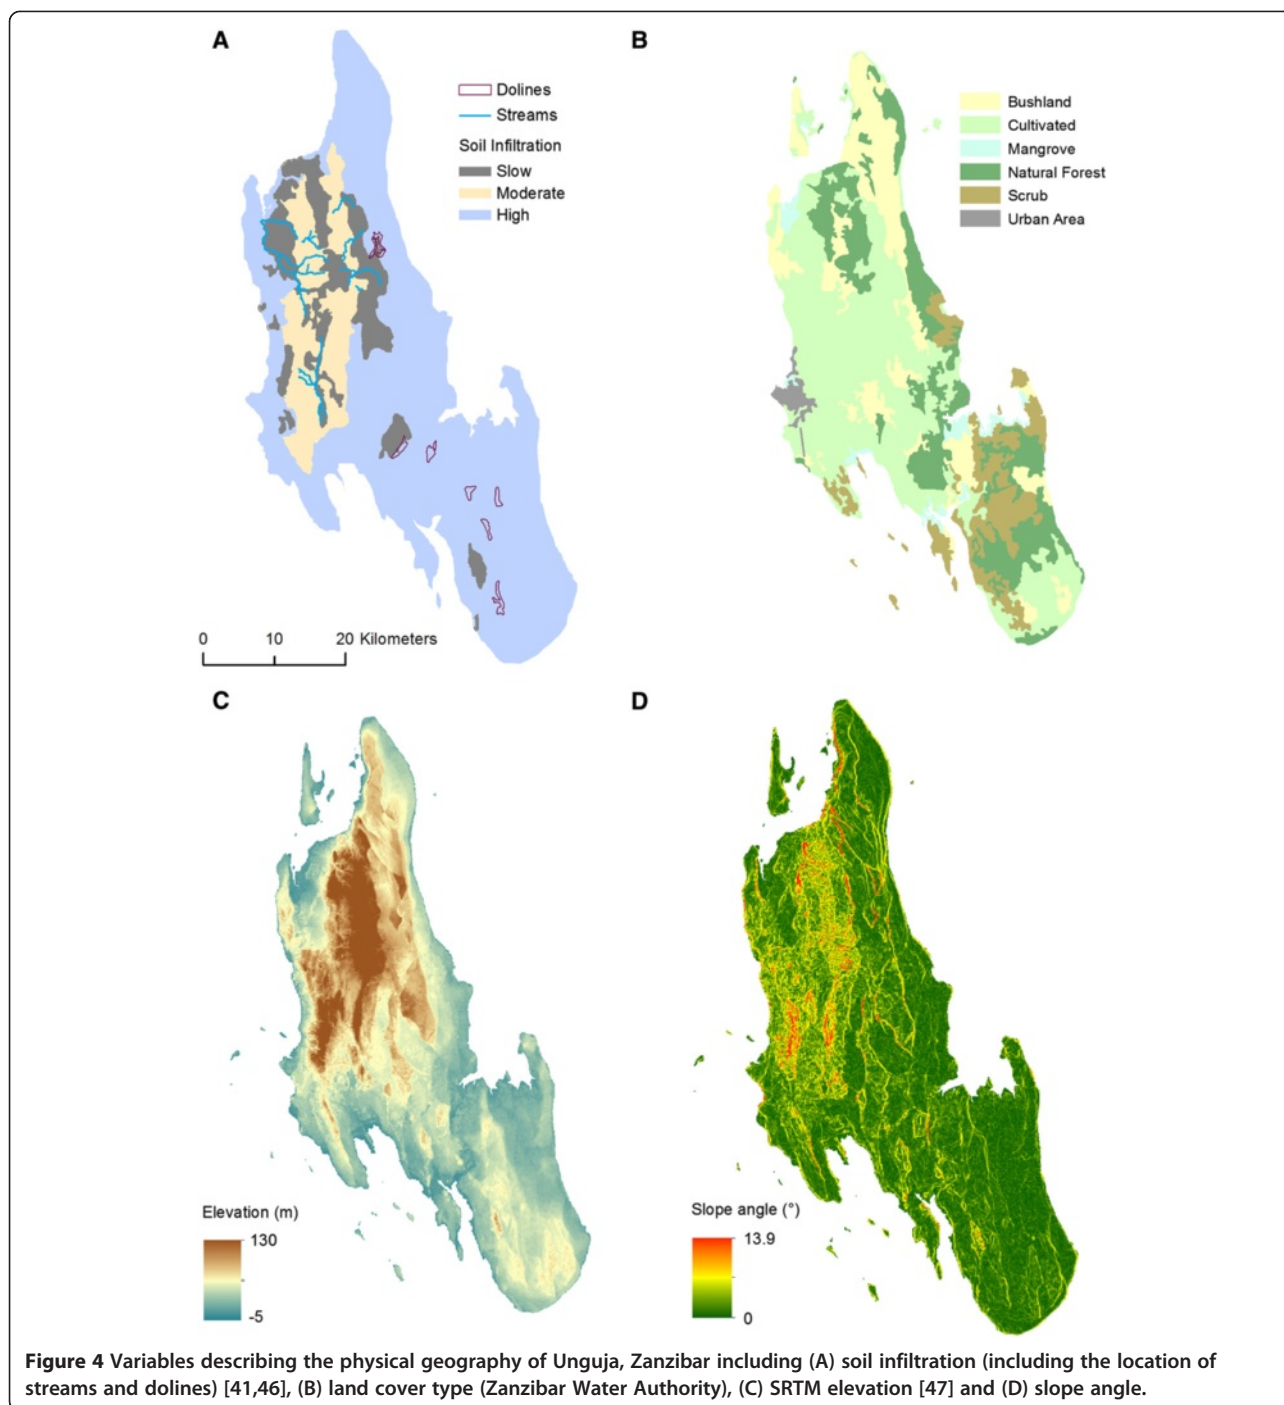 A
Dolines
Streams
Soil Infiltration
Slow
Moderate
High
0 10 20 Kilometers
B
Bushland
Cultivated
Mangrove
Natural Forest
Scrub
Urban Area
C
Elevation (m)
130
-5
D
Slope angle (°)
13.9
0
Figure 4 Variables describing the physical geography of Unguja, Zanzibar including (A) soil infiltration (including the location of
streams and dolines) [41,46], (B) land cover type (Zanzibar Water Authority), (C) SRTM elevation [47] and (D) slope angle.